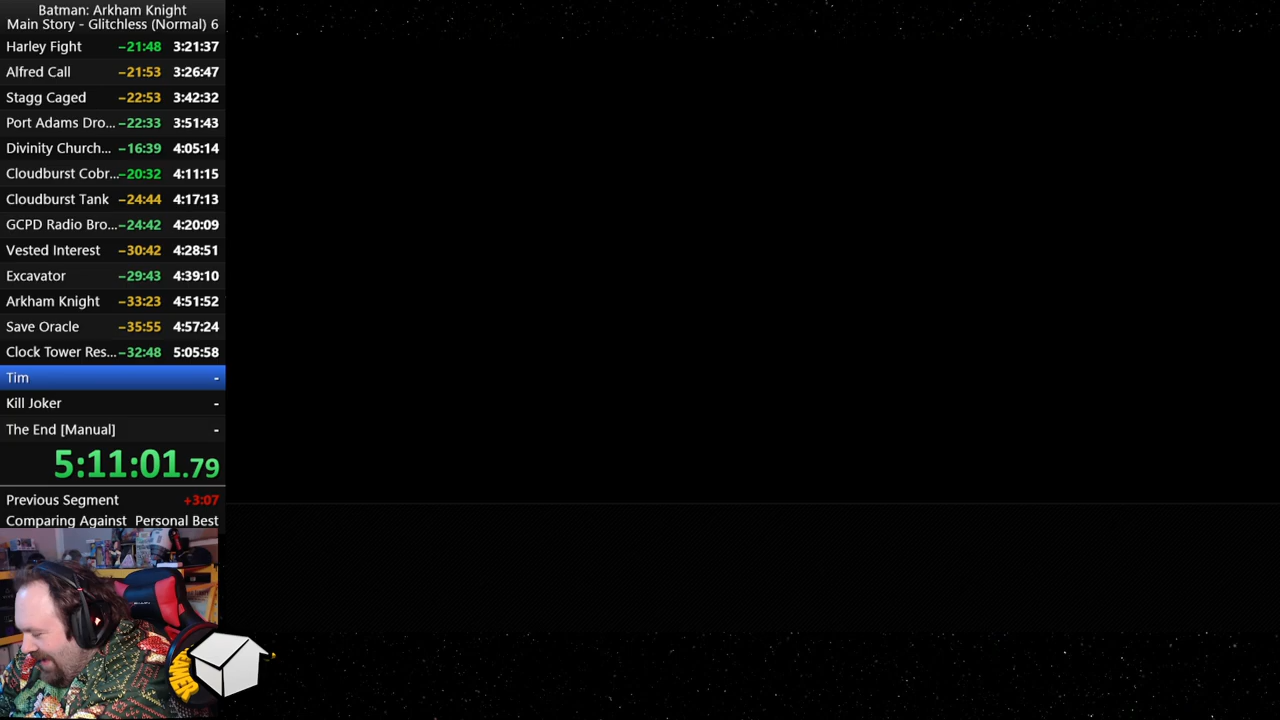 Batman: Arkham Knight
Main Story - Glitchless (Normal) 6
Harley Fight -21:48 3:21:37
Alfred Call -21:53 3:26:47
Stagg Caged -22:53 3:42:32
Port Adams Dro... -22:33 3:51:43
Divinity Church... -16:39 4:05:14
Cloudburst Cobr... -20:32 4:11:15
Cloudburst Tank -24:44 4:17:13
GCPD Radio Bro... -24:42 4:20:09
Vested Interest -30:42 4:28:51
Excavator -29:43 4:39:10
Arkham Knight -33:23 4:51:52
Save Oracle -35:55 4:57:24
Clock Tower Res... -32:48 5:05:58
Tim -
Kill Joker -
The End [Manual] -
5:11:01.79
Previous Segment +3:07
Comparing Against Personal Best